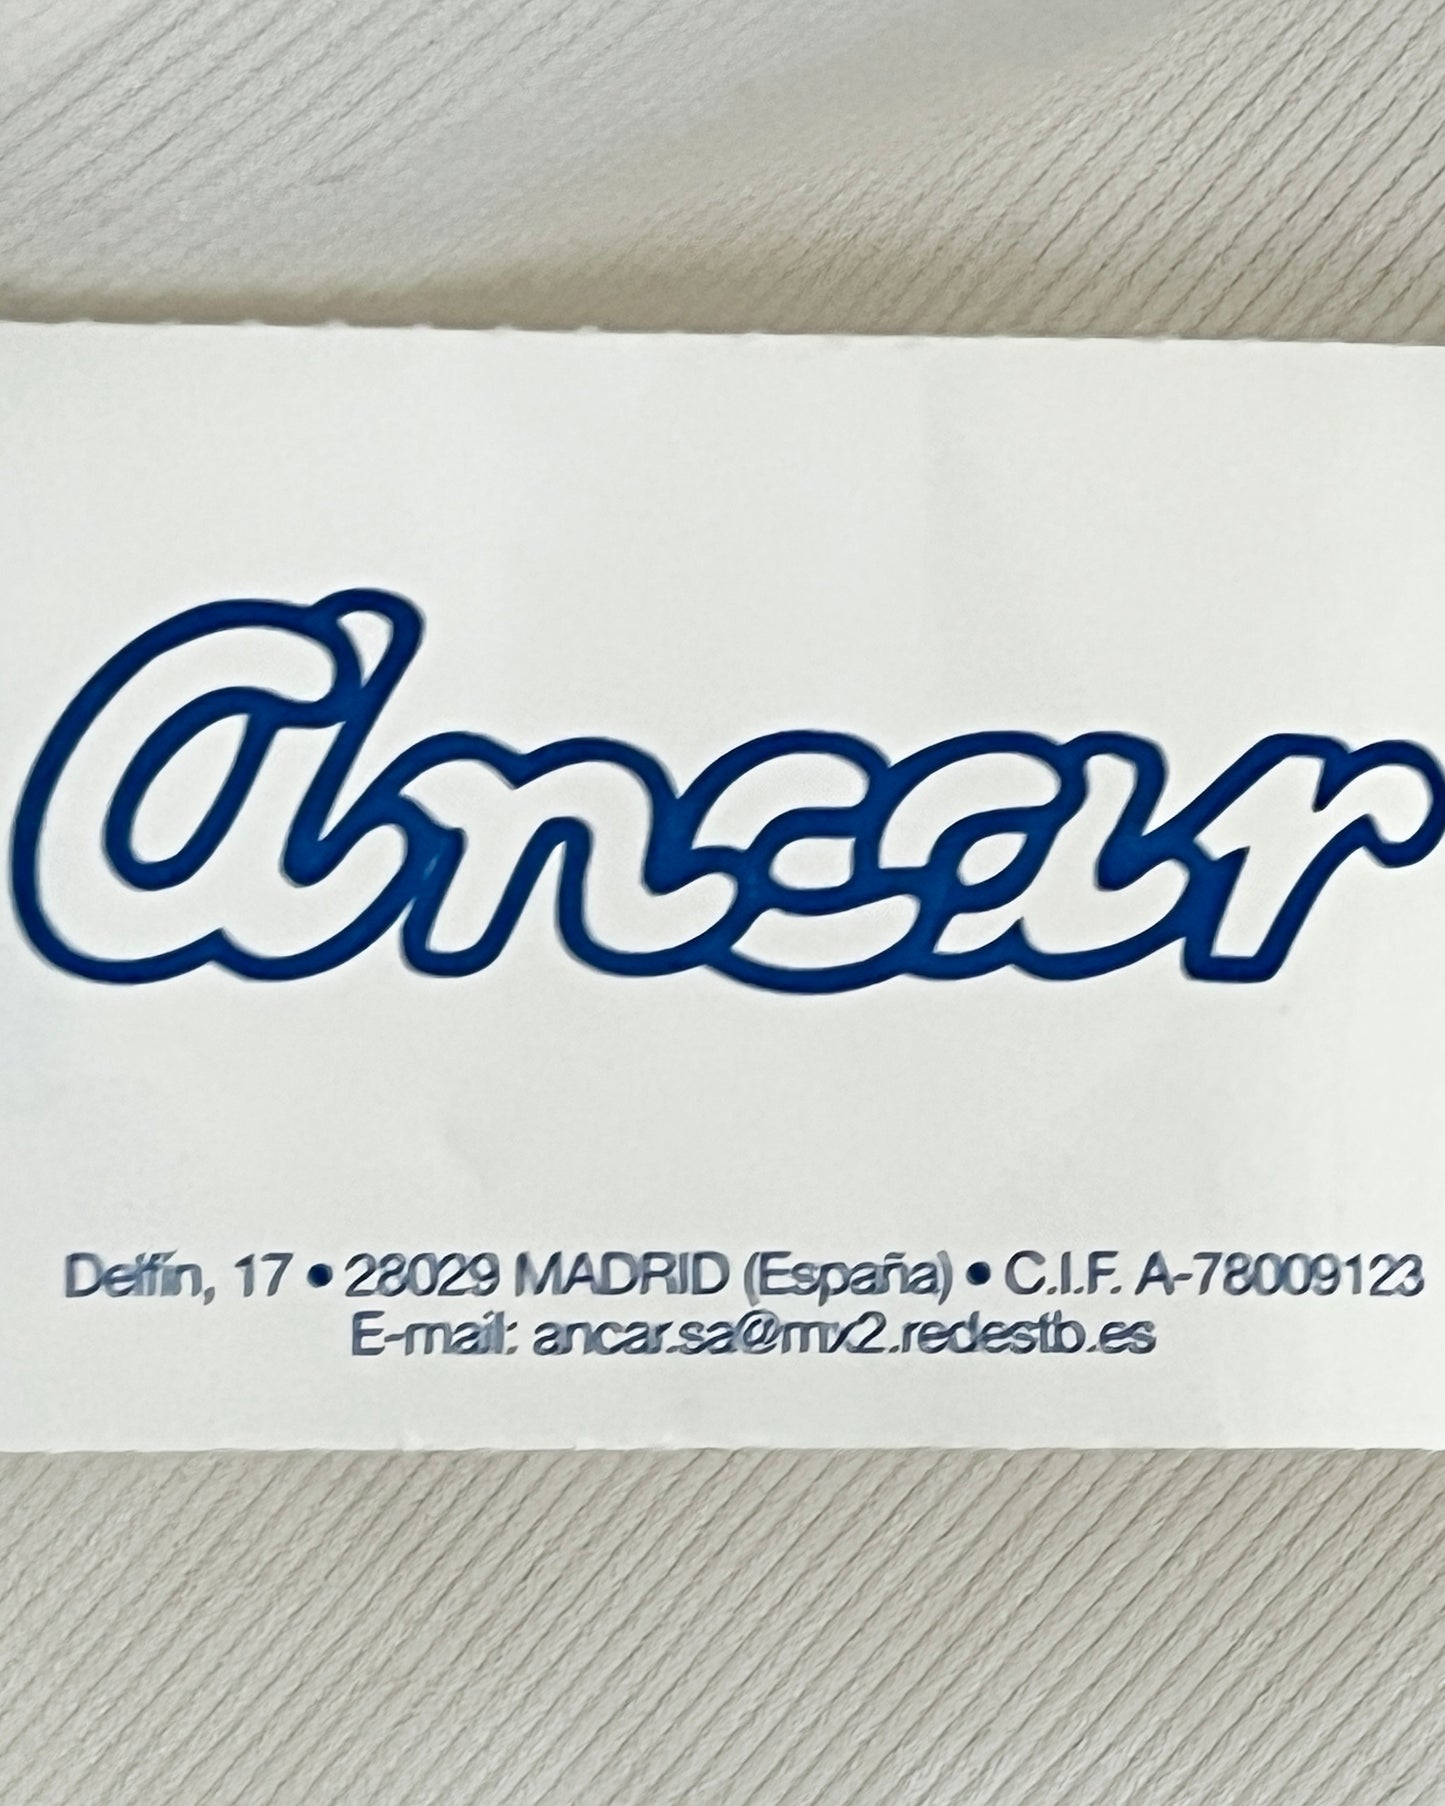 Ancar
Delfín, 17 • 28029 MADRID (España) • C.I.F. A-78009123
E-mail: ancar.sa@mx2.redestb.es